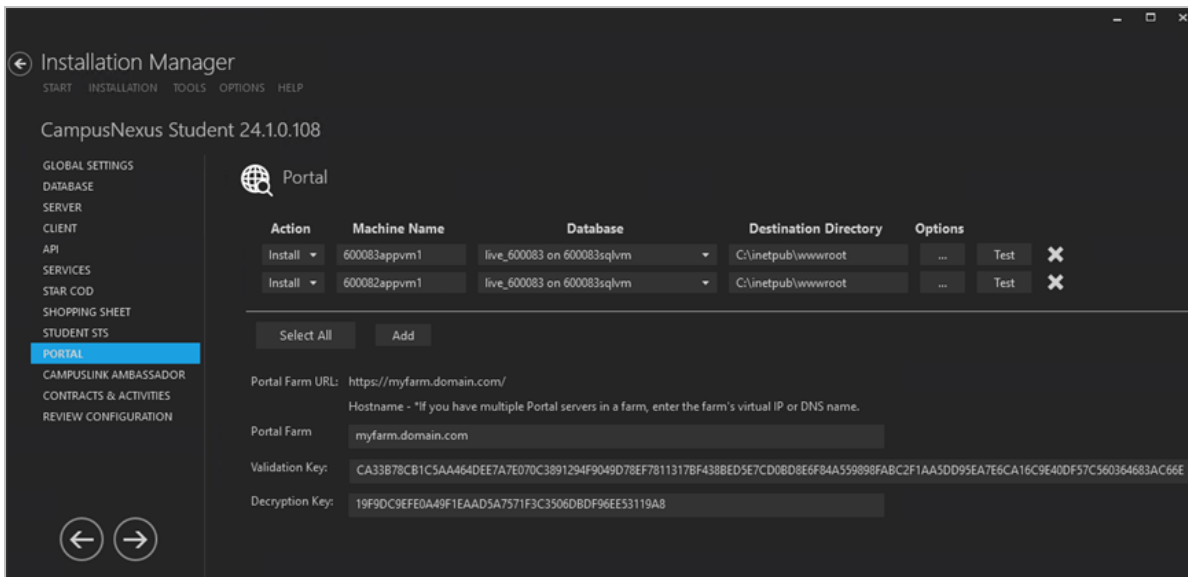 Installation Manager
START INSTALLATION TOOLS OPTIONS HELP
CampusNexus Student 24.1.0.108
GLOBAL SETTINGS
DATABASE
SERVER
CLIENT
API
SERVICES
STAR COD
SHOPPING SHEET
STUDENT STS
PORTAL
CAMPUSLINK AMBASSADOR
CONTRACTS & ACTIVITIES
REVIEW CONFIGURATION
Portal
Action Machine Name Database Destination Directory Options
Install 600083appvm1 live_600083 on 600083sqlvm C:\inetpub\wwwroot ... Test
Install 600082appvm1 live_600083 on 600083sqlvm C:\inetpub\wwwroot ... Test
Select All Add
Portal Farm URL: https://myfarm.domain.com/
Hostname - *If you have multiple Portal servers in a farm, enter the farm's virtual IP or DNS name.
Portal Farm myfarm.domain.com
Validation Key: CA33B78CB1C5AA464DEE7A7E070C3891294F9049D78EF7811317BF438BED5E7CD0BD8E6F84A559898FABC2F1AA5DD95EA7E6CA16C9E40DF57C560364683AC66E
Decryption Key: 19F9DC9EFE0A49F1EAAD5A7571F3C3506DBDF96EE53119A8